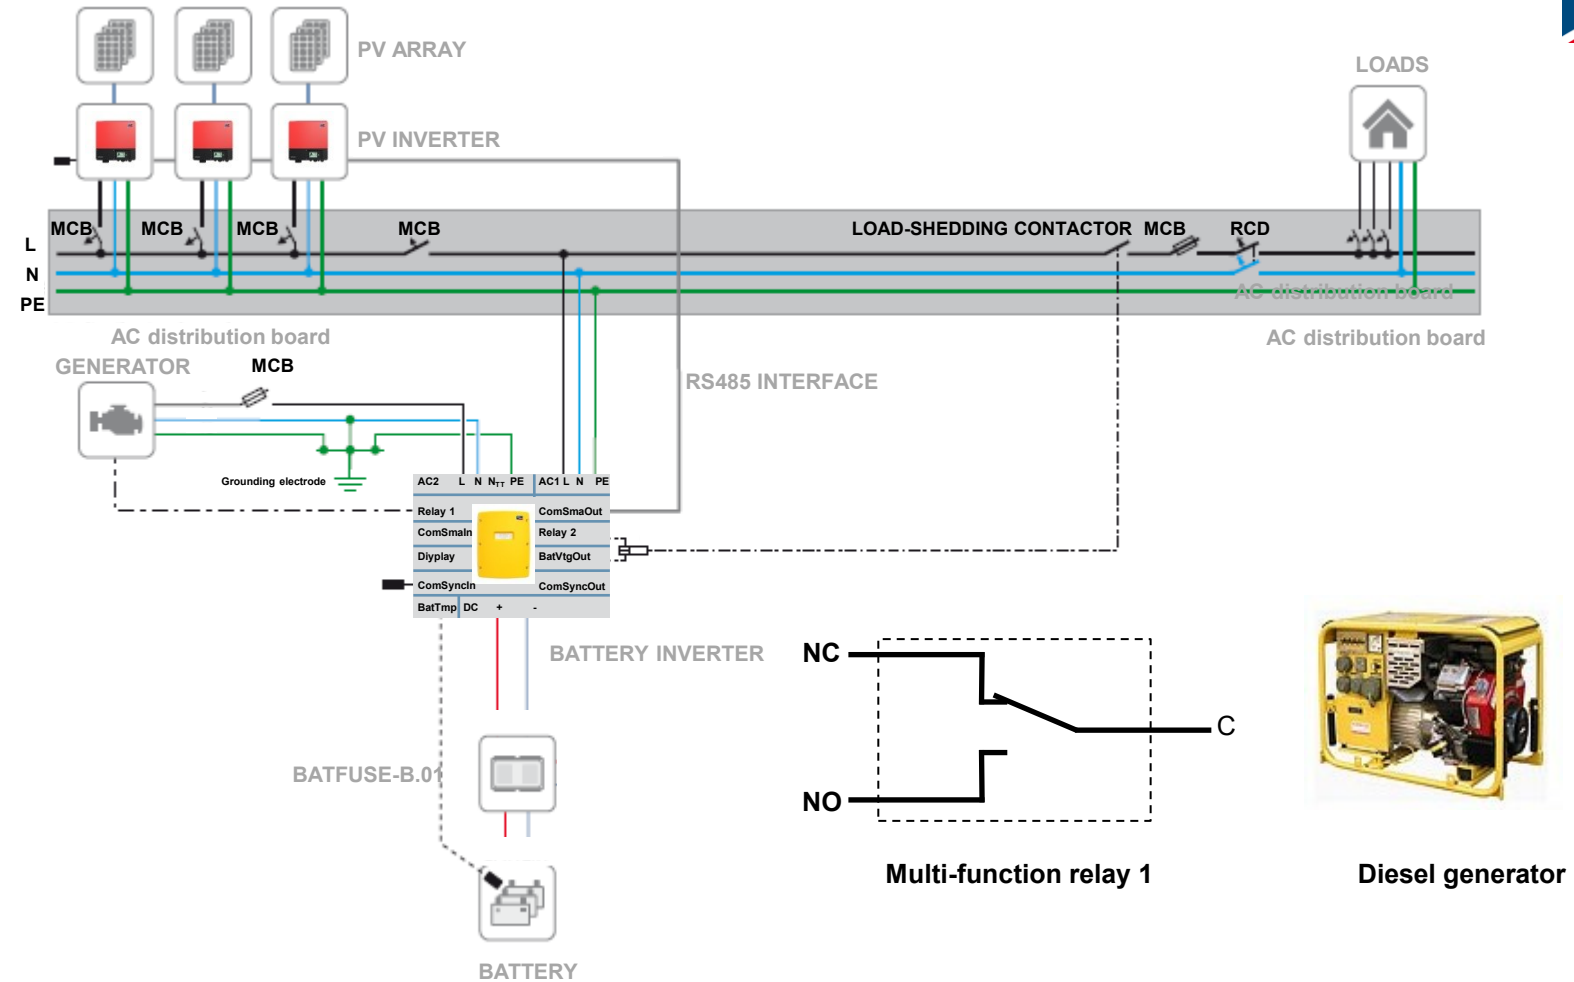 PV ARRAY
LOADS
PV INVERTER
MCB
MCB
MCB
MCB
LOAD-SHEDDING CONTACTOR
MCB
RCD
L
N
PE
AC distribution board
AC distribution board
AC distribution board
GENERATOR
MCB
RS485 INTERFACE
Grounding electrode
AC2 L N NTT PE AC1 L N PE
Relay 1 ComSmaOut
ComSmaIn Relay 2
Diyplay BatVtgOut
ComSyncIn ComSyncOut
BatTmp DC + -
BATTERY INVERTER
NC
C
BATFUSE-B.01
NO
Multi-function relay 1
Diesel generator
BATTERY